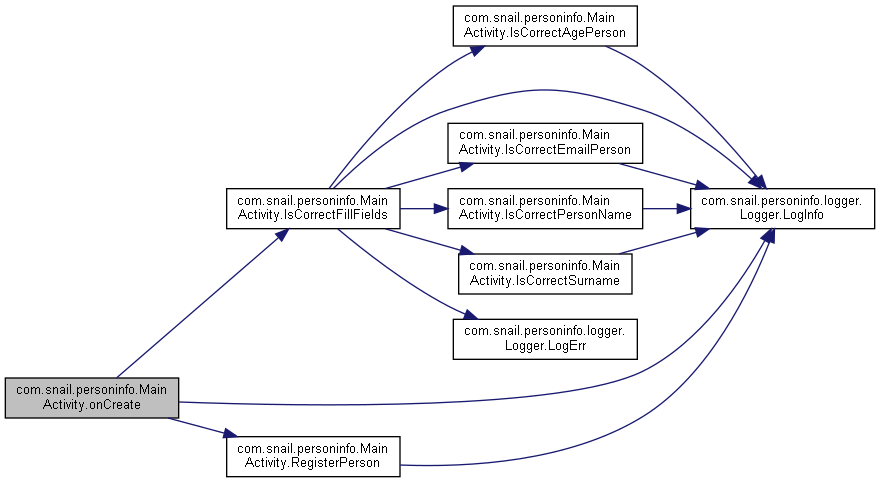 com.snail.personinfo.Main
Activity.IsCorrectAgePerson
com.snail.personinfo.Main
Activity.IsCorrectEmailPerson
com.snail.personinfo.Main
Activity.IsCorrectFillFields
com.snail.personinfo.Main
Activity.IsCorrectPersonName
com.snail.personinfo.logger.
Logger.LogInfo
com.snail.personinfo.Main
Activity.IsCorrectSurname
com.snail.personinfo.logger.
Logger.LogErr
com.snail.personinfo.Main
Activity.onCreate
com.snail.personinfo.Main
Activity.RegisterPerson